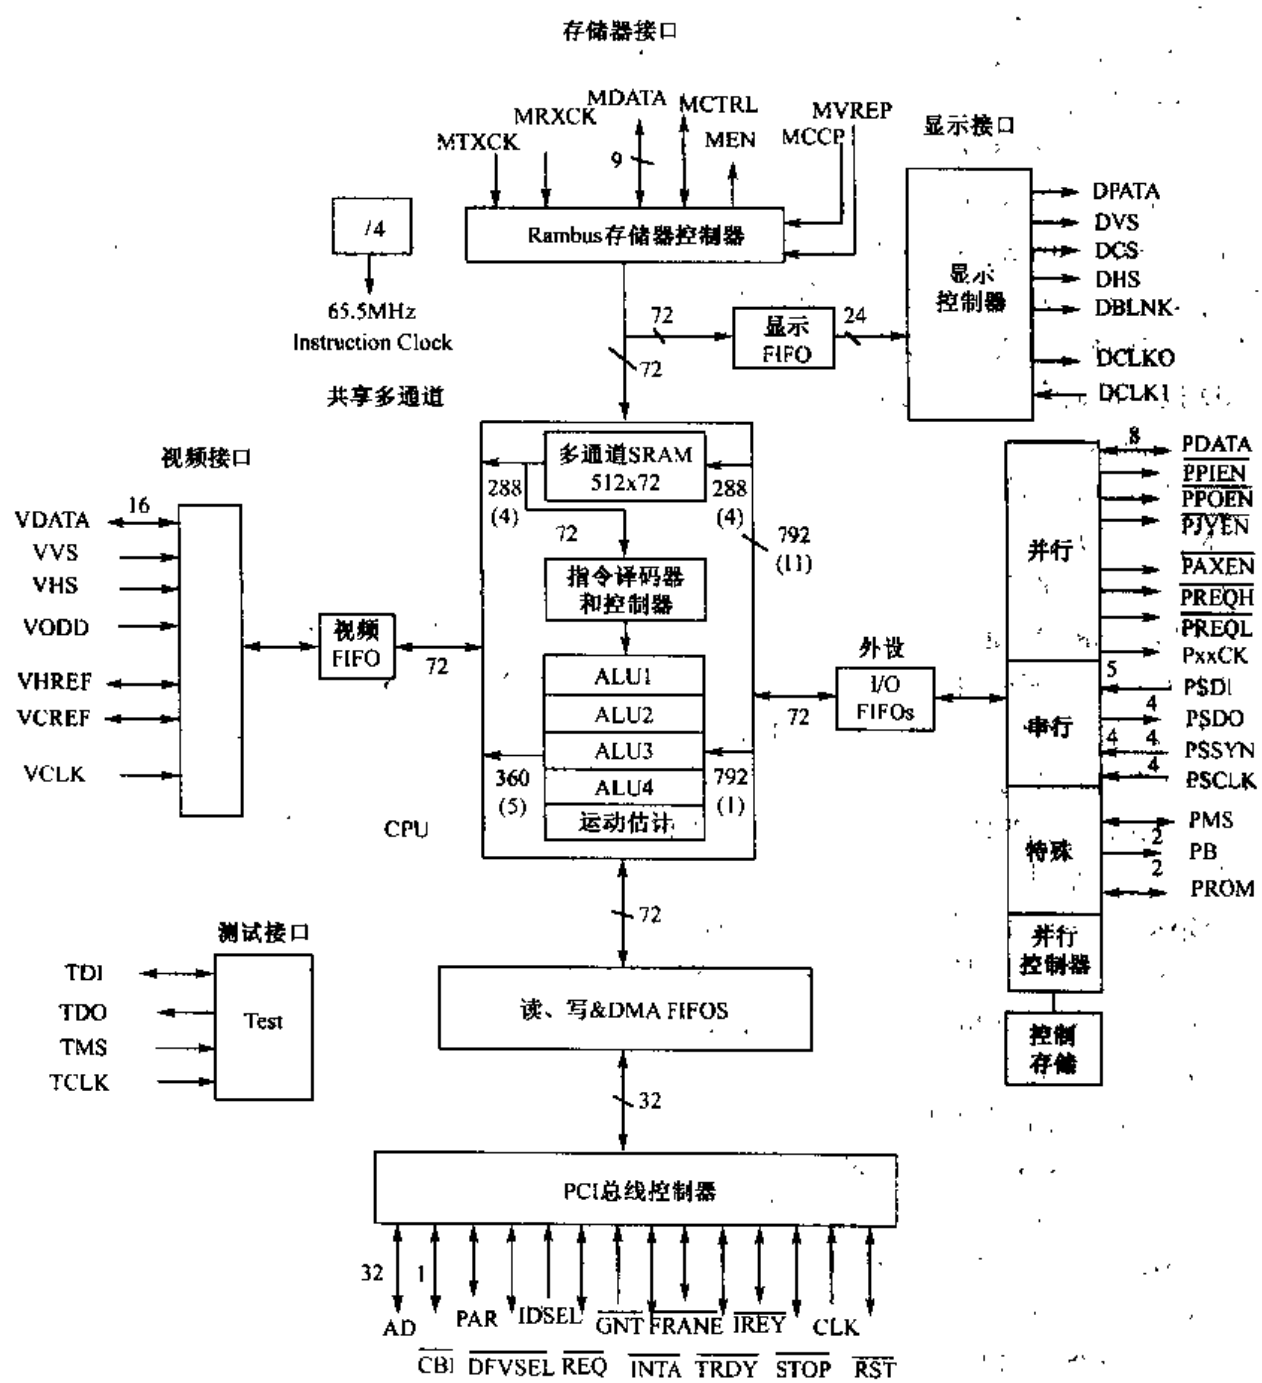 存储器接口
MDATA
MCTRL
MRXCK
MVREP
MTXCK
MEN
MCCP
9
显示接口
Rambus存储器控制器
/4
65.5MHz
Instruction Clock
72
显示
FIFO
24
72
显示
控制器
DPATA
DVS
DCS
DHS
DBLNK
DCLKO
DCLK1
共享多通道
多通道SRAM
512x72
288
(4)
288
(4)
72
792
(11)
指令译码器
和控制器
ALU1
ALU2
ALU3
ALU4
运动估计
360
(5)
792
(1)
CPU
视频接口
16
VDATA
VVS
VHS
VODD
VHREF
VCREF
VCLK
视频
FIFO
72
外设
I/O
FIFOs
72
并行
串行
特殊
并行
控制器
控制
存储
8
PDATA
PPIEN
PPOEN
PJYEN
PAXEN
PREQH
PREQL
PxxCK
5
PSDI
4
PSDO
4
4
PSSYN
4
PSCLK
PMS
2
PB
2
PROM
测试接口
TDI
TDO
TMS
TCLK
Test
72
读、写&DMA FIFOS
32
PCI总线控制器
32
1
AD
PAR
IDSEL
GNT
FRANE
IREY
CLK
CBI
DFVSEL
REQ
INTA
TRDY
STOP
RST